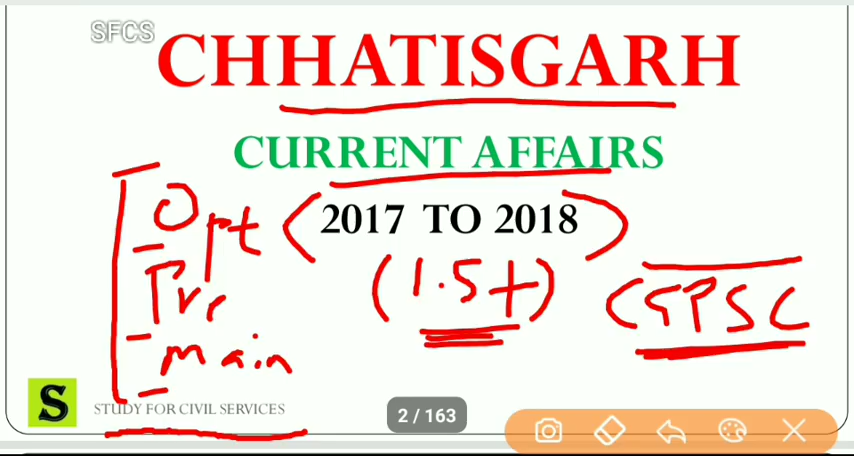 SFCS
CHHATISGARH
CURRENT AFFAIRS
Opt
2017 TO 2018
Pre
(1.5+)
CGPSC
main
S
STUDY FOR CIVIL SERVICES
2 / 163